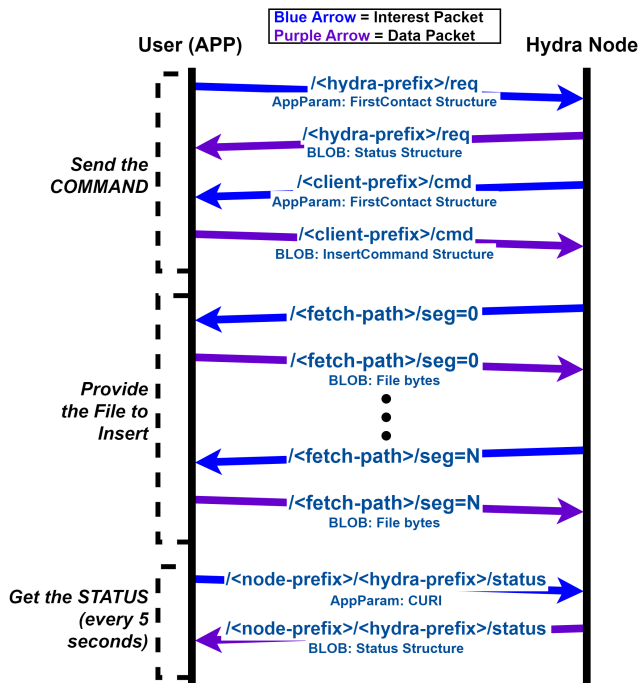 Blue Arrow = Interest Packet
Purple Arrow = Data Packet
User (APP)
Hydra Node
/<hydra-prefix>/req
AppParam: FirstContact Structure
/<hydra-prefix>/req
BLOB: Status Structure
Send the
COMMAND
/<client-prefix>/cmd
AppParam: FirstContact Structure
/<client-prefix>/cmd
BLOB: InsertCommand Structure
/<fetch-path>/seg=0
/<fetch-path>/seg=0
BLOB: File bytes
Provide
the File to
Insert
/<fetch-path>/seg=N
/<fetch-path>/seg=N
BLOB: File bytes
/<node-prefix>/<hydra-prefix>/status
AppParam: CURI
Get the STATUS
(every 5
seconds)
/<node-prefix>/<hydra-prefix>/status
BLOB: Status Structure